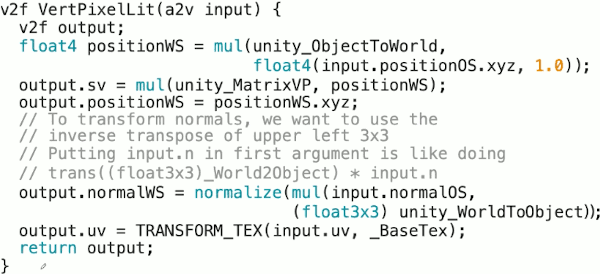 v2f VertPixelLit(a2v input) {
  v2f output;
  float4 positionWS = mul(unity_ObjectToWorld,
                          float4(input.positionOS.xyz, 1.0));
  output.sv = mul(unity_MatrixVP, positionWS);
  output.positionWS = positionWS.xyz;
  // To transform normals, we want to use the
  // inverse transpose of upper left 3x3
  // Putting input.n in first argument is like doing
  // trans((float3x3)_World2Object) * input.n
  output.normalWS = normalize(mul(input.normalOS,
                              (float3x3) unity_WorldToObject));
  output.uv = TRANSFORM_TEX(input.uv, _BaseTex);
  return output;
}